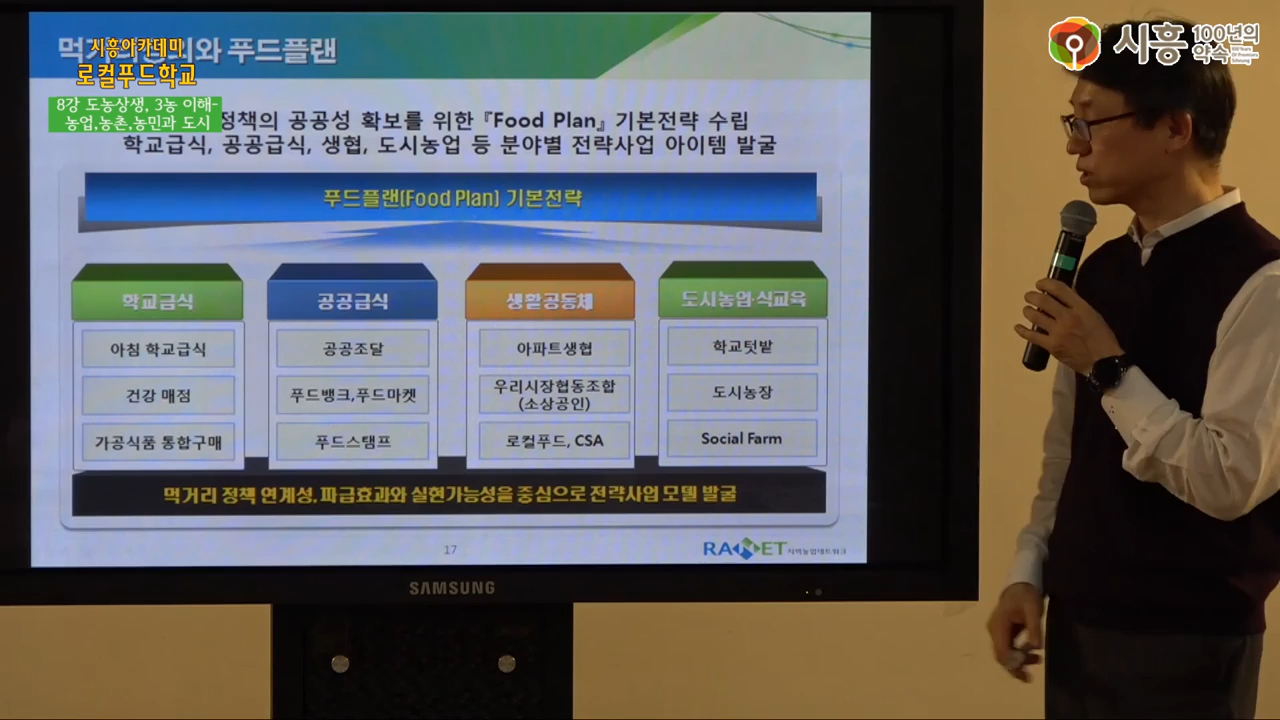 시흥아카데미
로컬푸드학교
8강 도농상생, 3농 이해-
농업,농촌,농민과 도시
와 푸드플랜
시흥 100년의 약속
정책의 공공성 확보를 위한 『Food Plan』 기본전략 수립
학교급식, 공공급식, 생협, 도시농업 등 분야별 전략사업 아이템 발굴
푸드플랜(Food Plan) 기본전략
학교급식
아침 학교급식
건강 매점
가공식품 통합구매
공공급식
공공조달
푸드뱅크,푸드마켓
푸드스탬프
생활공동체
아파트생협
우리시장협동조합
(소상공인)
로컬푸드, CSA
도시농업·식교육
학교텃밭
도시농장
Social Farm
먹거리 정책 연계성, 파급효과와 실현가능성을 중심으로 전략사업 모델 발굴
17
지역농업네트워크
SAMSUNG